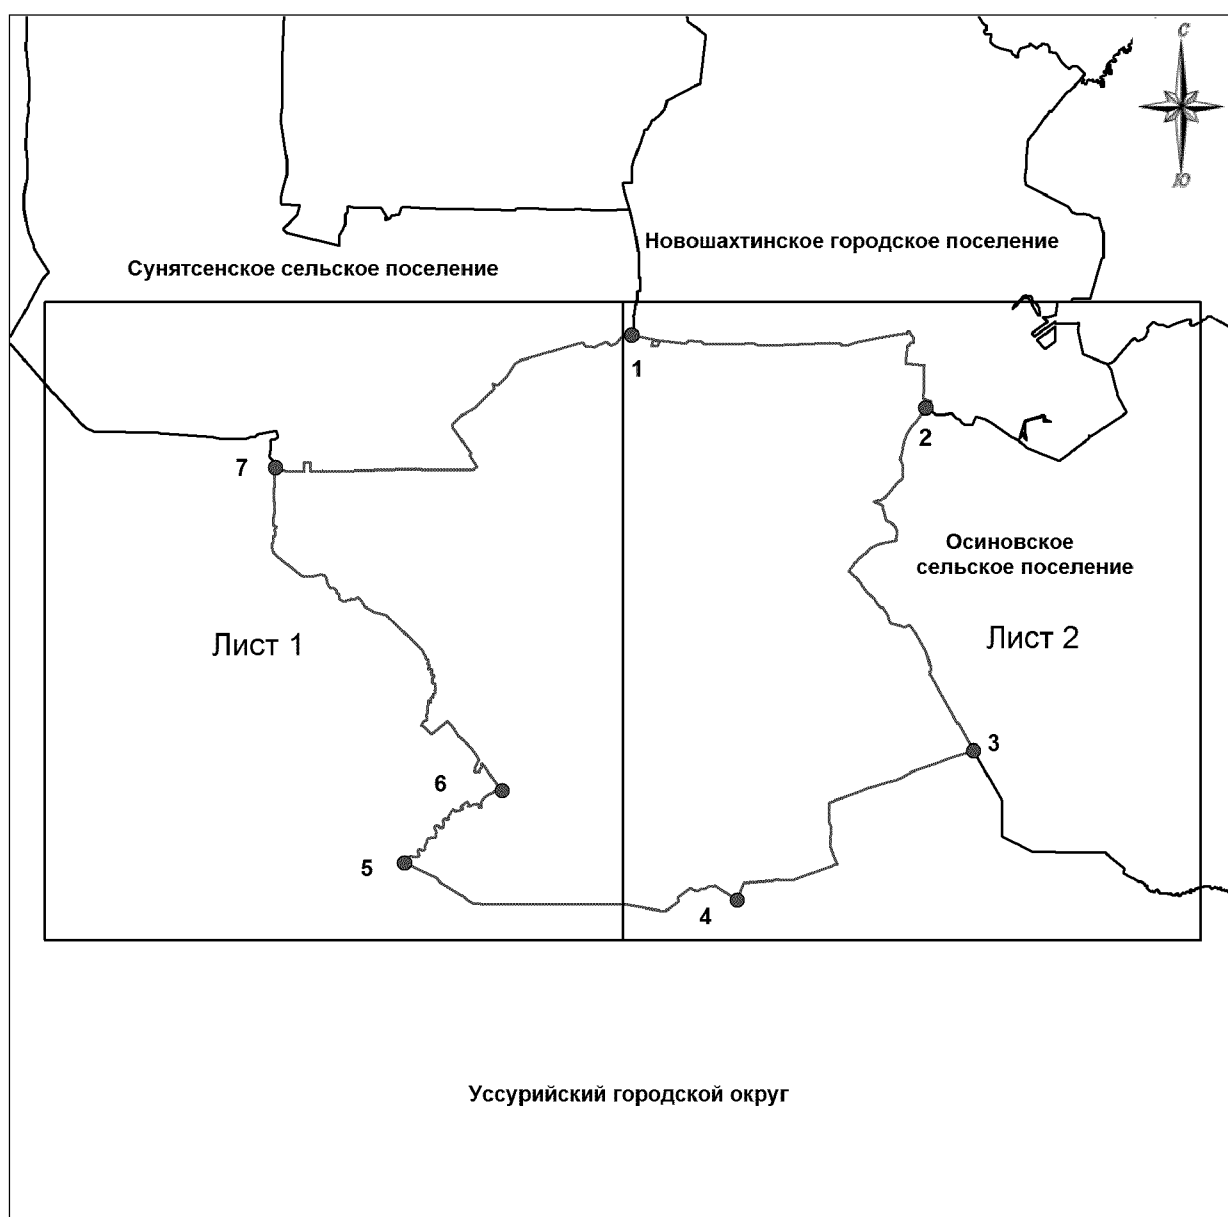 С
Ю
Новошахтинское городское поселение
Сунятсенское сельское поселение
1
2
7
Осиновское
сельское поселение
Лист 1
Лист 2
3
6
5
4
Уссурийский городской округ